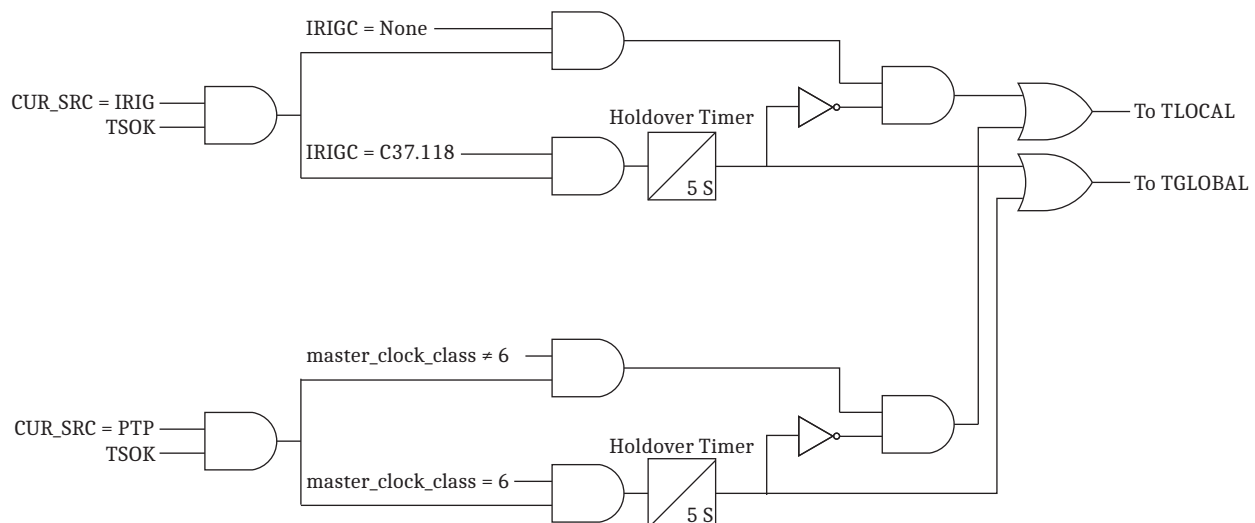 IRIGC = None
CUR_SRC = IRIG
TSOK
Holdover Timer
IRIGC = C37.118
5 S
To TLOCAL
To TGLOBAL
master_clock_class ≠ 6
CUR_SRC = PTP
TSOK
Holdover Timer
master_clock_class = 6
5 S